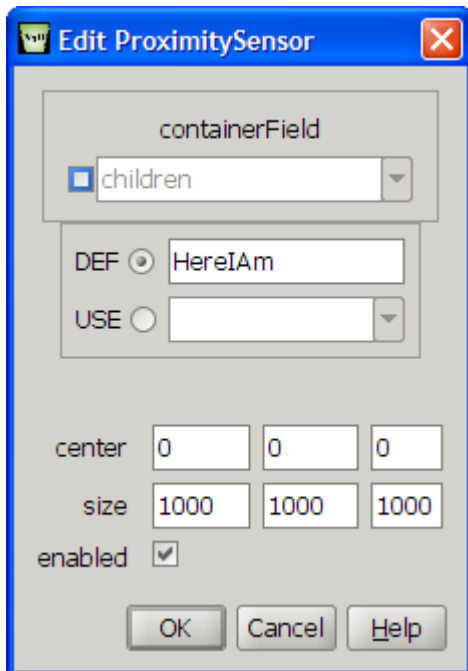 Edit ProximitySensor
containerField
children
DEF HereIAm
USE
center 0 0 0
size 1000 1000 1000
enabled
OK Cancel Help